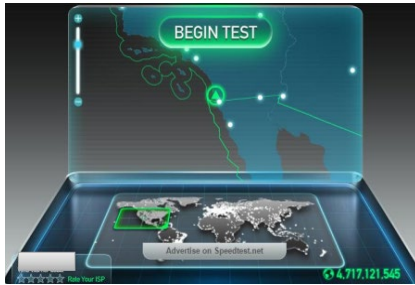 BEGIN TEST
Advertise on Speedtest.net
Rate Your ISP
4,717,121,545